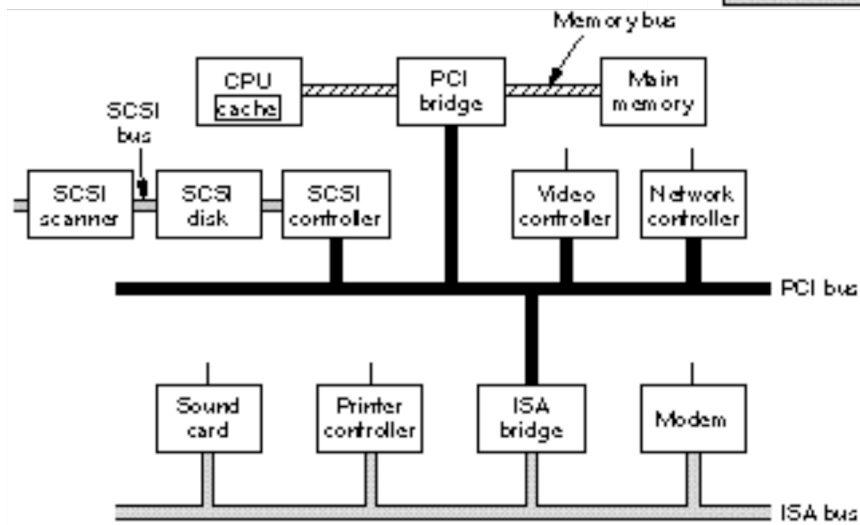 Memory bus
CPU
cache
PCI
bridge
Main
memory
SCSI
bus
SCSI
scanner
SCSI
disk
SCSI
controller
Video
controller
Network
controller
PCI bus
Sound
card
Printer
controller
ISA
bridge
Modem
ISA bus